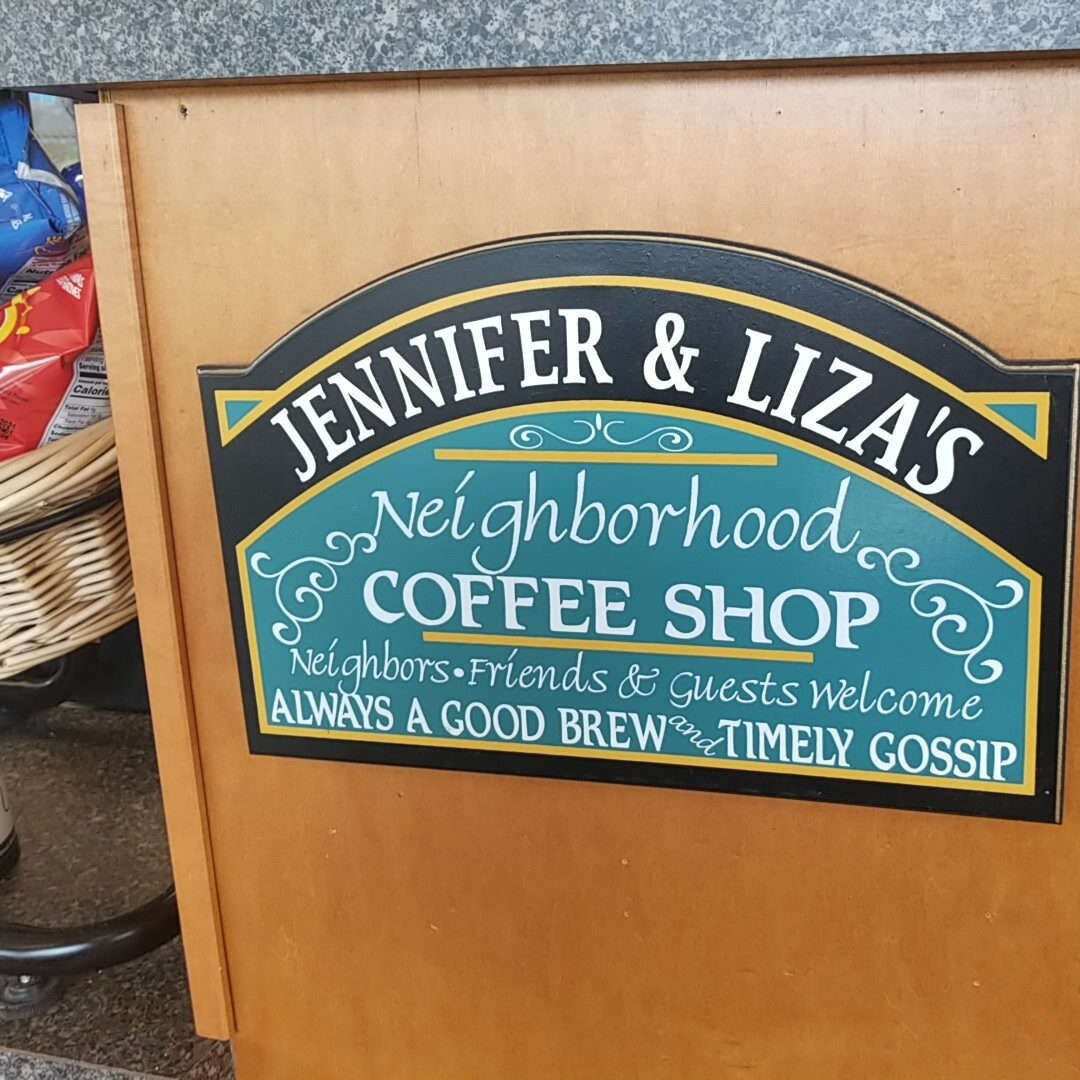 JENNIFER & LIZA'S
Neighborhood
COFFEE SHOP
Neighbors • Friends & Guests Welcome
ALWAYS A GOOD BREW and TIMELY GOSSIP